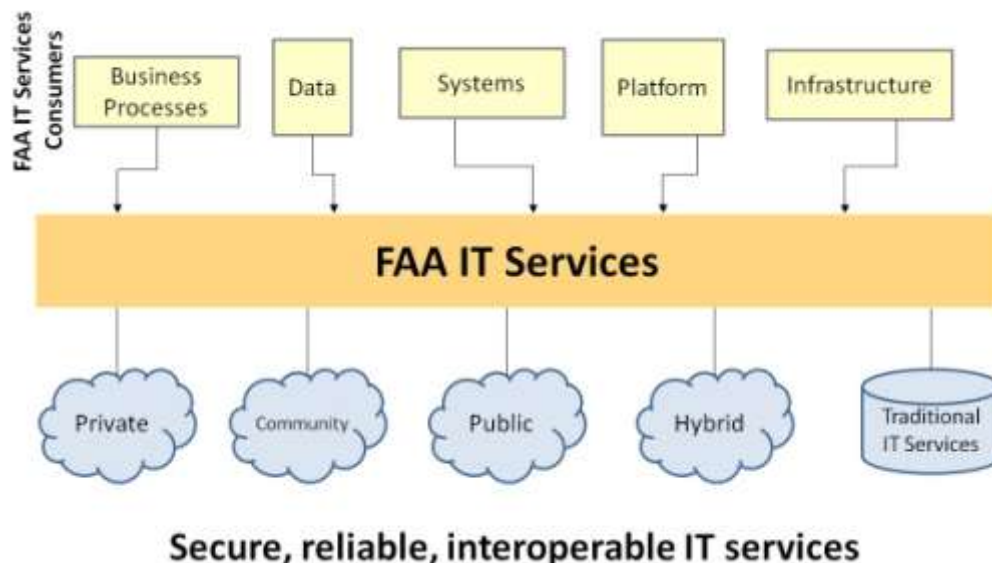 FAA IT Services
Consumers
Business
Processes
Data
Systems
Platform
Infrastructure
FAA IT Services
Private
Community
Public
Hybrid
Traditional
IT Services
Secure, reliable, interoperable IT services